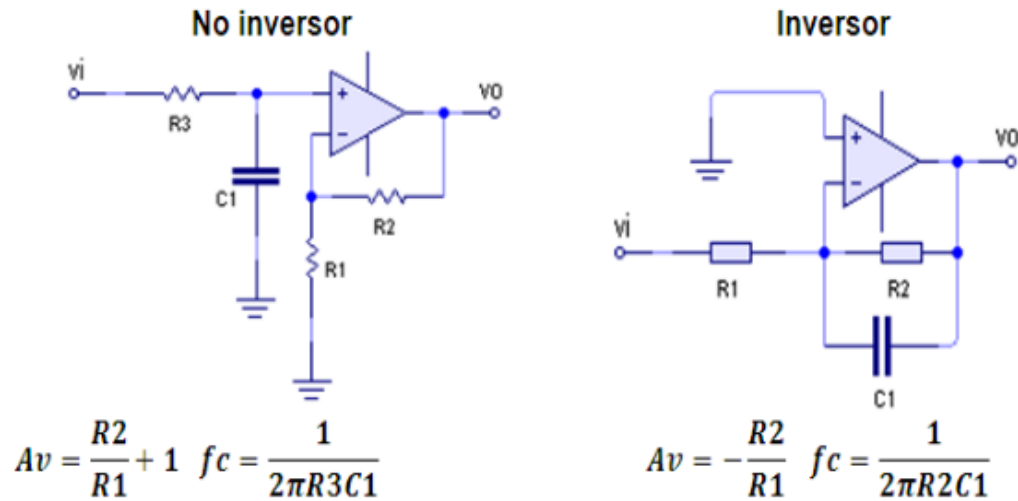 No inversor
vi
R3
C1
+
−
vo
R2
R1
Av = R2/R1 + 1 fc = 1/2πR3C1
Inversor
+
−
vo
vi
R1
R2
C1
Av = −R2/R1 fc = 1/2πR2C1